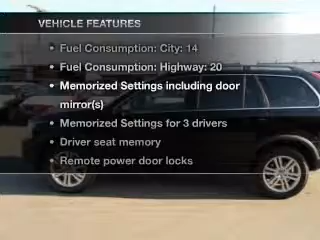 VEHICLE FEATURES
• Fuel Consumption: City: 14
• Fuel Consumption: Highway: 20
• Memorized Settings including door
mirror(s)
• Memorized Settings for 3 drivers
• Driver seat memory
• Remote power door locks